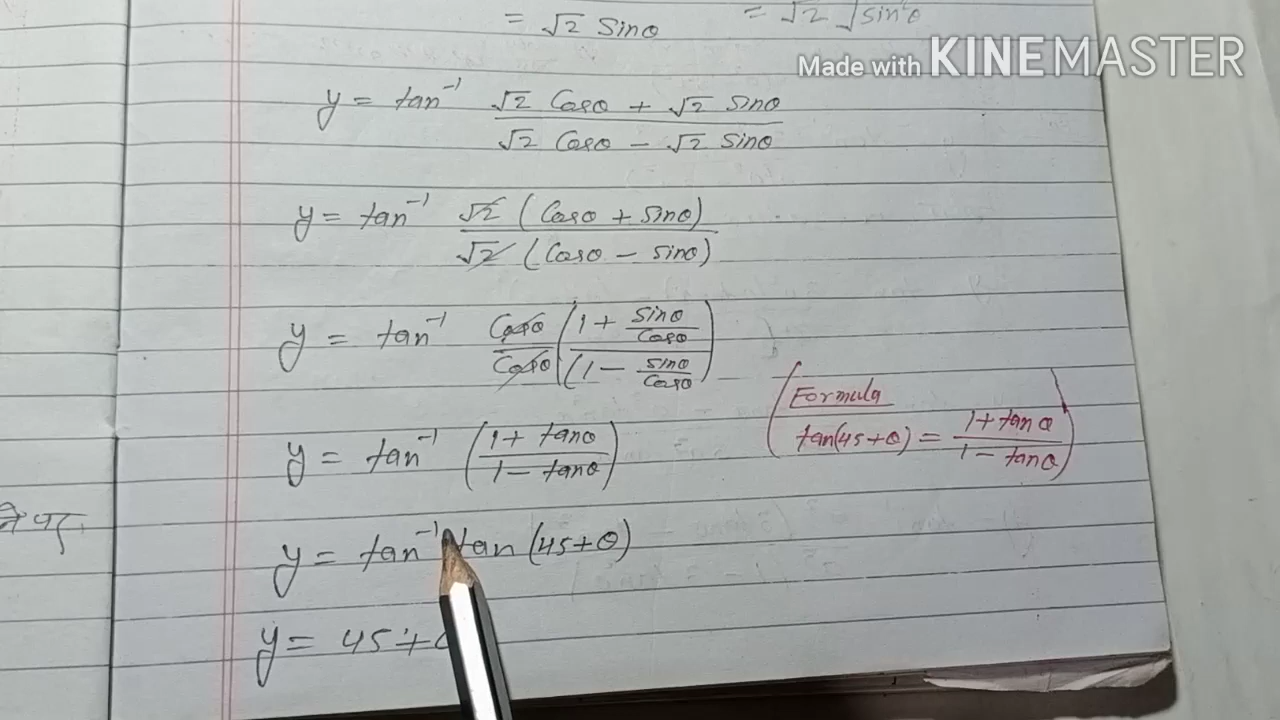 = √2 Sinθ = √2 √sin²θ
Made with KINEMASTER
y = tan⁻¹ (√2 Cosθ + √2 Sinθ) / (√2 Cosθ − √2 Sinθ)
y = tan⁻¹ √2 (Cosθ + Sinθ) / √2 (Cosθ − Sinθ)
y = tan⁻¹ Cosθ/Cosθ (1 + Sinθ/Cosθ) / (1 − Sinθ/Cosθ)
Formula
tan(45+θ) = (1+tanθ) / (1−tanθ)
y = tan⁻¹ ((1 + tanθ) / (1 − tanθ))
y = tan⁻¹ tan (45+θ)
y = 45+